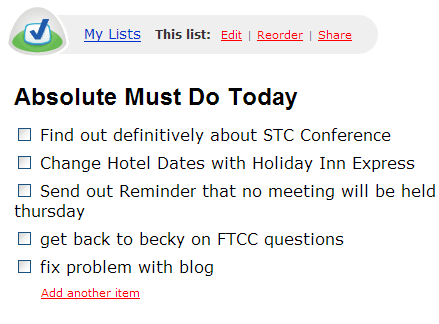 My Lists This list: Edit | Reorder | Share
Absolute Must Do Today
Find out definitively about STC Conference
Change Hotel Dates with Holiday Inn Express
Send out Reminder that no meeting will be held
thursday
get back to becky on FTCC questions
fix problem with blog
Add another item